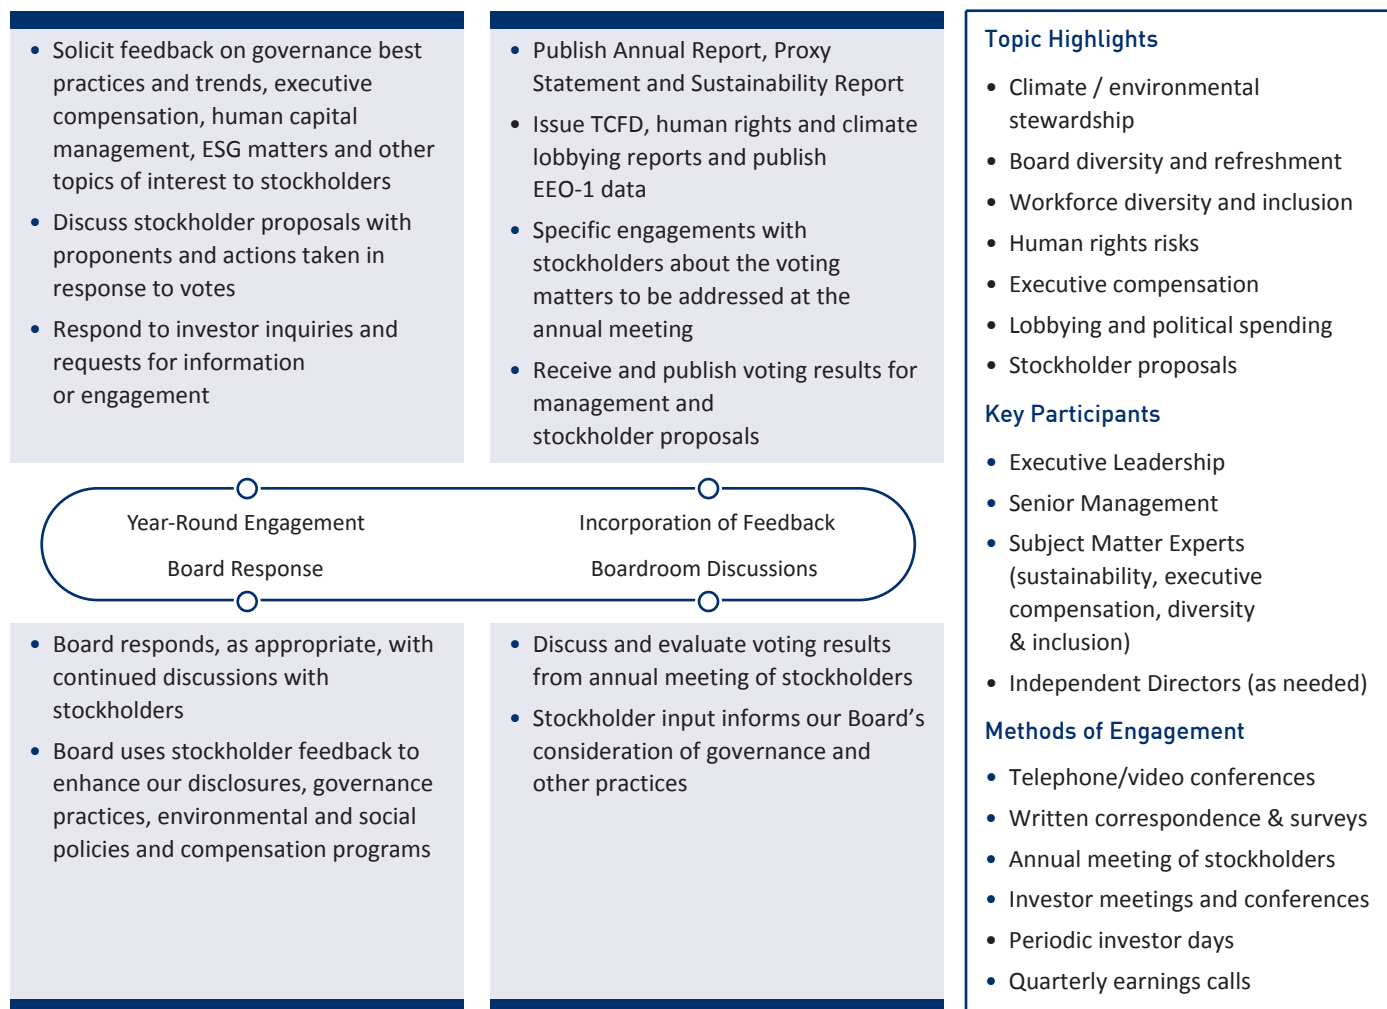 • Solicit feedback on governance best
practices and trends, executive
compensation, human capital
management, ESG matters and other
topics of interest to stockholders
• Discuss stockholder proposals with
proponents and actions taken in
response to votes
• Respond to investor inquiries and
requests for information
or engagement
• Publish Annual Report, Proxy
Statement and Sustainability Report
• Issue TCFD, human rights and climate
lobbying reports and publish
EEO-1 data
• Specific engagements with
stockholders about the voting
matters to be addressed at the
annual meeting
• Receive and publish voting results for
management and
stockholder proposals
Year-Round Engagement
Incorporation of Feedback
Board Response
Boardroom Discussions
• Board responds, as appropriate, with
continued discussions with
stockholders
• Board uses stockholder feedback to
enhance our disclosures, governance
practices, environmental and social
policies and compensation programs
• Discuss and evaluate voting results
from annual meeting of stockholders
• Stockholder input informs our Board’s
consideration of governance and
other practices
Topic Highlights
• Climate / environmental
stewardship
• Board diversity and refreshment
• Workforce diversity and inclusion
• Human rights risks
• Executive compensation
• Lobbying and political spending
• Stockholder proposals
Key Participants
• Executive Leadership
• Senior Management
• Subject Matter Experts
(sustainability, executive
compensation, diversity
& inclusion)
• Independent Directors (as needed)
Methods of Engagement
• Telephone/video conferences
• Written correspondence & surveys
• Annual meeting of stockholders
• Investor meetings and conferences
• Periodic investor days
• Quarterly earnings calls